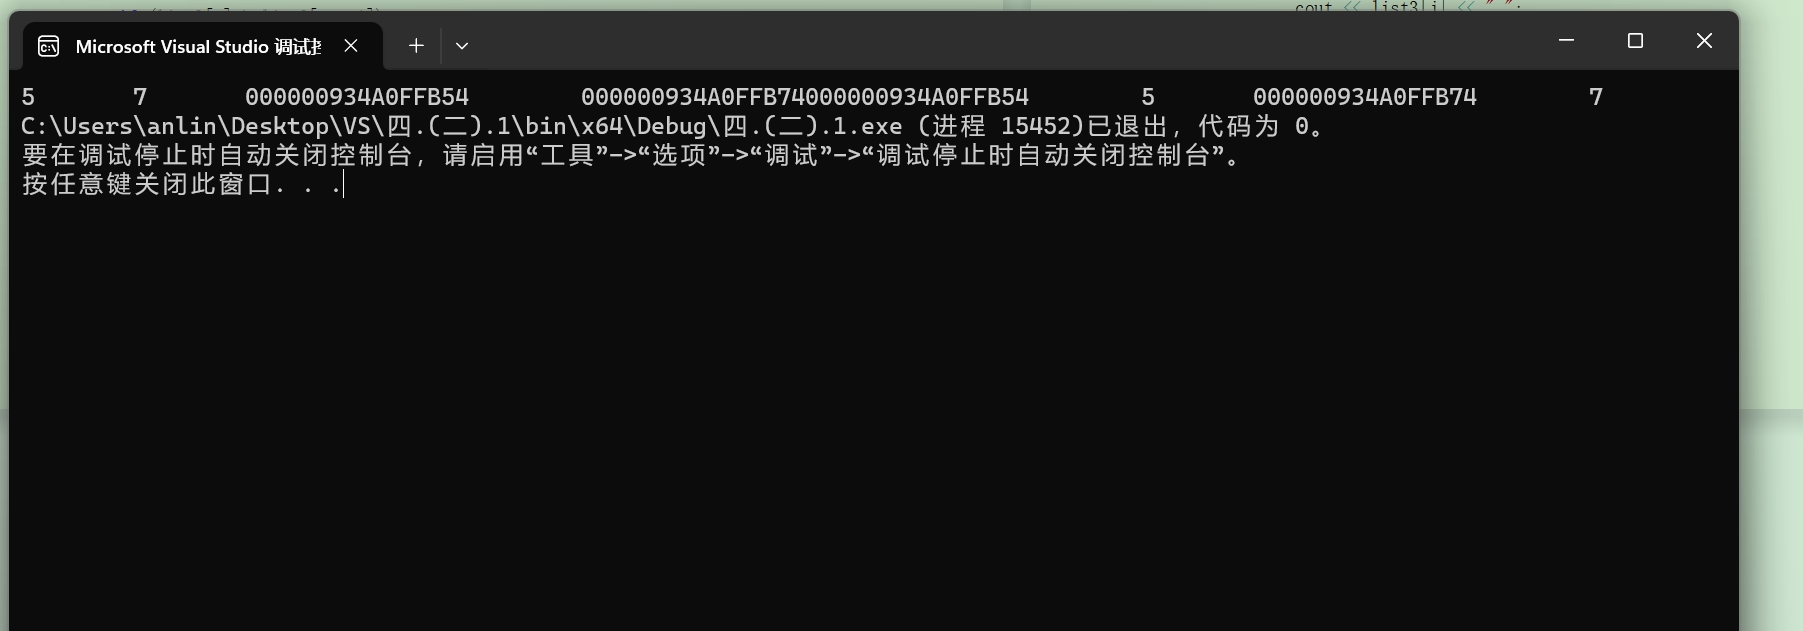 cout << list3[i] << " ";
Microsoft Visual Studio 调试
5 7 000000934A0FFB54 000000934A0FFB74000000934A0FFB54 5 000000934A0FFB74 7
C:\Users\anlin\Desktop\VS\四.(二).1\bin\x64\Debug\四.(二).1.exe (进程 15452)已退出，代码为 0。
要在调试停止时自动关闭控制台，请启用“工具”->“选项”->“调试”->“调试停止时自动关闭控制台”。
按任意键关闭此窗口. . .